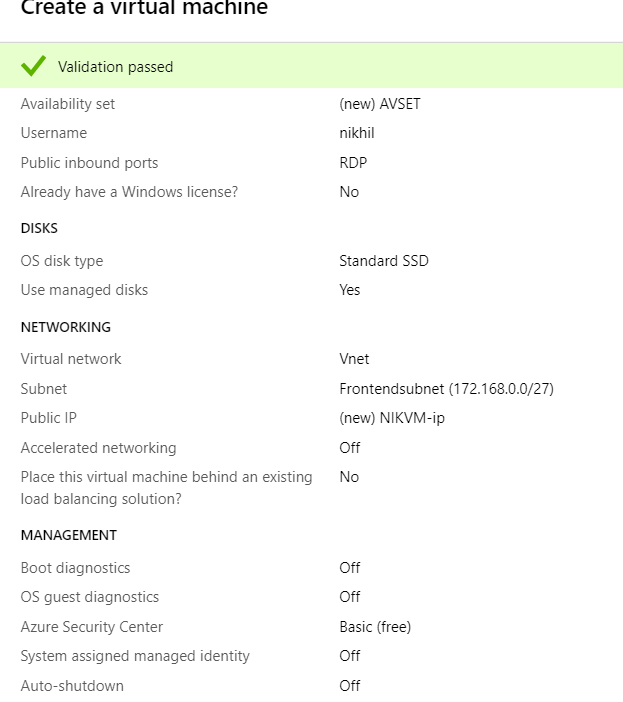 Create a virtual machine
Validation passed
Availability set (new) AVSET
Username nikhil
Public inbound ports RDP
Already have a Windows license? No
DISKS
OS disk type Standard SSD
Use managed disks Yes
NETWORKING
Virtual network Vnet
Subnet Frontendsubnet (172.168.0.0/27)
Public IP (new) NIKVM-ip
Accelerated networking Off
Place this virtual machine behind an existing No
load balancing solution?
MANAGEMENT
Boot diagnostics Off
OS guest diagnostics Off
Azure Security Center Basic (free)
System assigned managed identity Off
Auto-shutdown Off